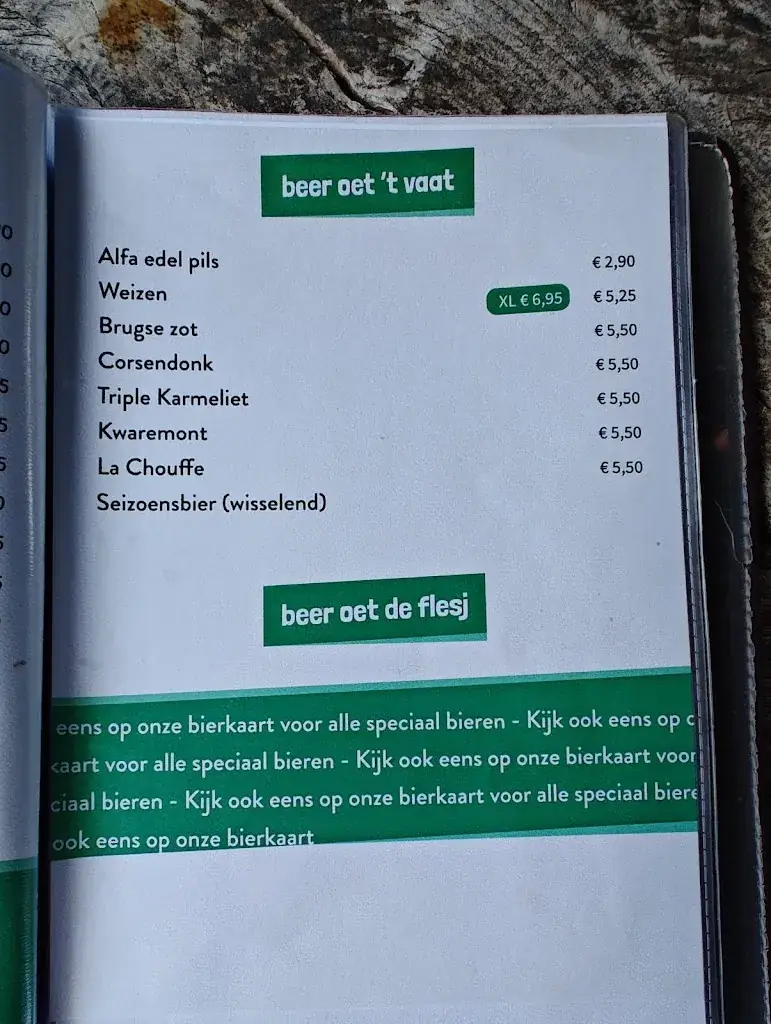 beer oet 't vaat
Alfa edel pils € 2,90
Weizen XL € 6,95 € 5,25
Brugse zot € 5,50
Corsendonk € 5,50
Triple Karmeliet € 5,50
Kwaremont € 5,50
La Chouffe € 5,50
Seizoensbier (wisselend)
beer oet de flesj
eens op onze bierkaart voor alle speciaal bieren - Kijk ook eens op o
kaart voor alle speciaal bieren - Kijk ook eens op onze bierkaart voor
ciaal bieren - Kijk ook eens op onze bierkaart voor alle speciaal biere
ook eens op onze bierkaart